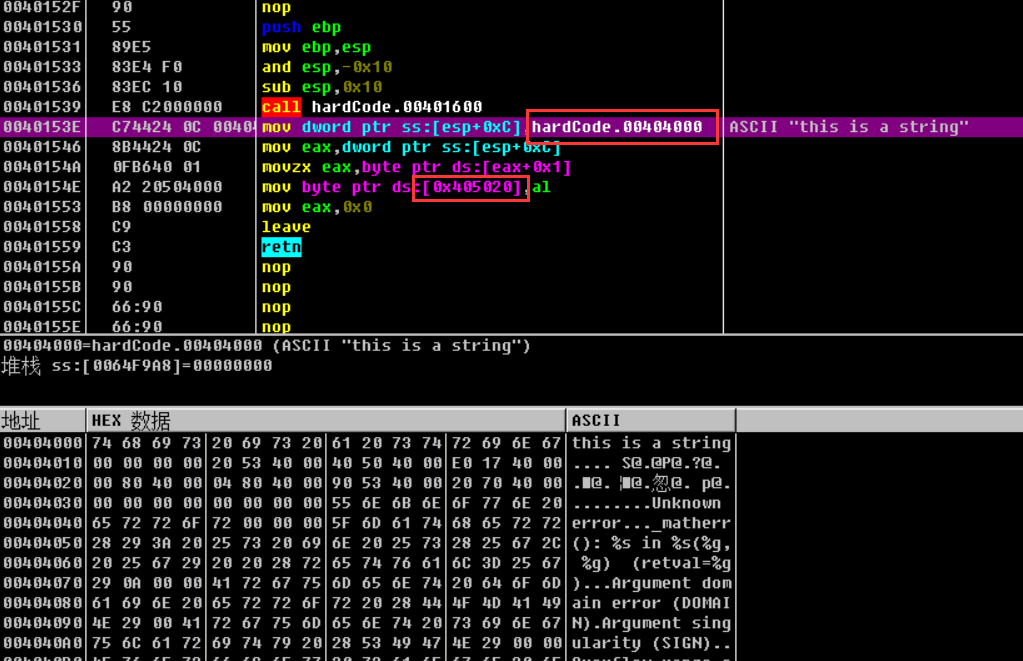 0040152F 90 nop
00401530 55 push ebp
00401531 89E5 mov ebp,esp
00401533 83E4 F0 and esp,-0x10
00401536 83EC 10 sub esp,0x10
00401539 E8 C2000000 call hardCode.00401600
0040153E C74424 0C 00404 mov dword ptr ss:[esp+0xC],hardCode.00404000 ASCII "this is a string"
00401546 8B4424 0C mov eax,dword ptr ss:[esp+0xC]
0040154A 0FB640 01 movzx eax,byte ptr ds:[eax+0x1]
0040154E A2 20504000 mov byte ptr ds:[0x405020],al
00401553 B8 00000000 mov eax,0x0
00401558 C9 leave
00401559 C3 retn
0040155A 90 nop
0040155B 90 nop
0040155C 66:90 nop
0040155E 66:90 nop
00404000=hardCode.00404000 (ASCII "this is a string")
堆栈 ss:[0064F9A8]=00000000
地址 HEX 数据 ASCII
00404000 74 68 69 73 20 69 73 20 61 20 73 74 72 69 6E 67 this is a string
00404010 00 00 00 00 20 53 40 00 40 50 40 00 E0 17 40 00 .... S@.@P@.?@.
00404020 00 80 40 00 04 80 40 00 90 53 40 00 20 70 40 00
00404030 00 00 00 00 00 00 00 00 55 6E 6B 6E 6F 77 6E 20 ........Unknown
00404040 65 72 72 6F 72 00 00 00 5F 6D 61 74 68 65 72 72 error..._matherr
00404050 28 29 3A 20 25 73 20 69 6E 20 25 73 28 25 67 2C (): %s in %s(%g,
00404060 20 25 67 29 20 20 28 72 65 74 76 61 6C 3D 25 67 %g)  (retval=%g
00404070 29 0A 00 00 41 72 67 75 6D 65 6E 74 20 64 6F 6D )...Argument dom
00404080 61 69 6E 20 65 72 72 6F 72 20 28 44 4F 4D 41 49 ain error (DOMAI
00404090 4E 29 00 41 72 67 75 6D 65 6E 74 20 73 69 6E 67 N).Argument sing
004040A0 75 6C 61 72 69 74 79 20 28 53 49 47 4E 29 00 00 ularity (SIGN)..